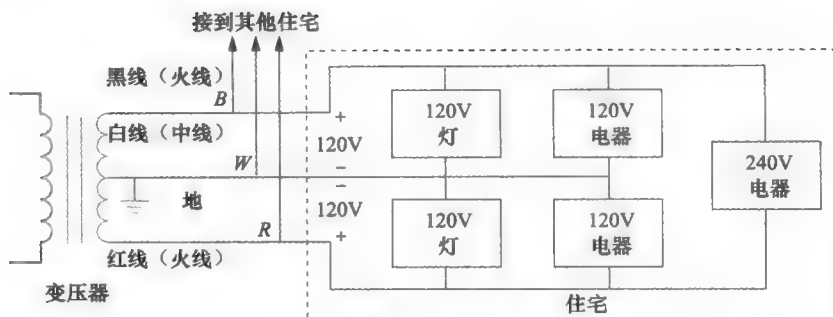 接到其他住宅
黑线（火线）
B
白线（中线）
W
地
R
红线（火线）
变压器
+
120V
−
−
120V
+
120V
灯
120V
电器
240V
电器
120V
灯
120V
电器
住宅